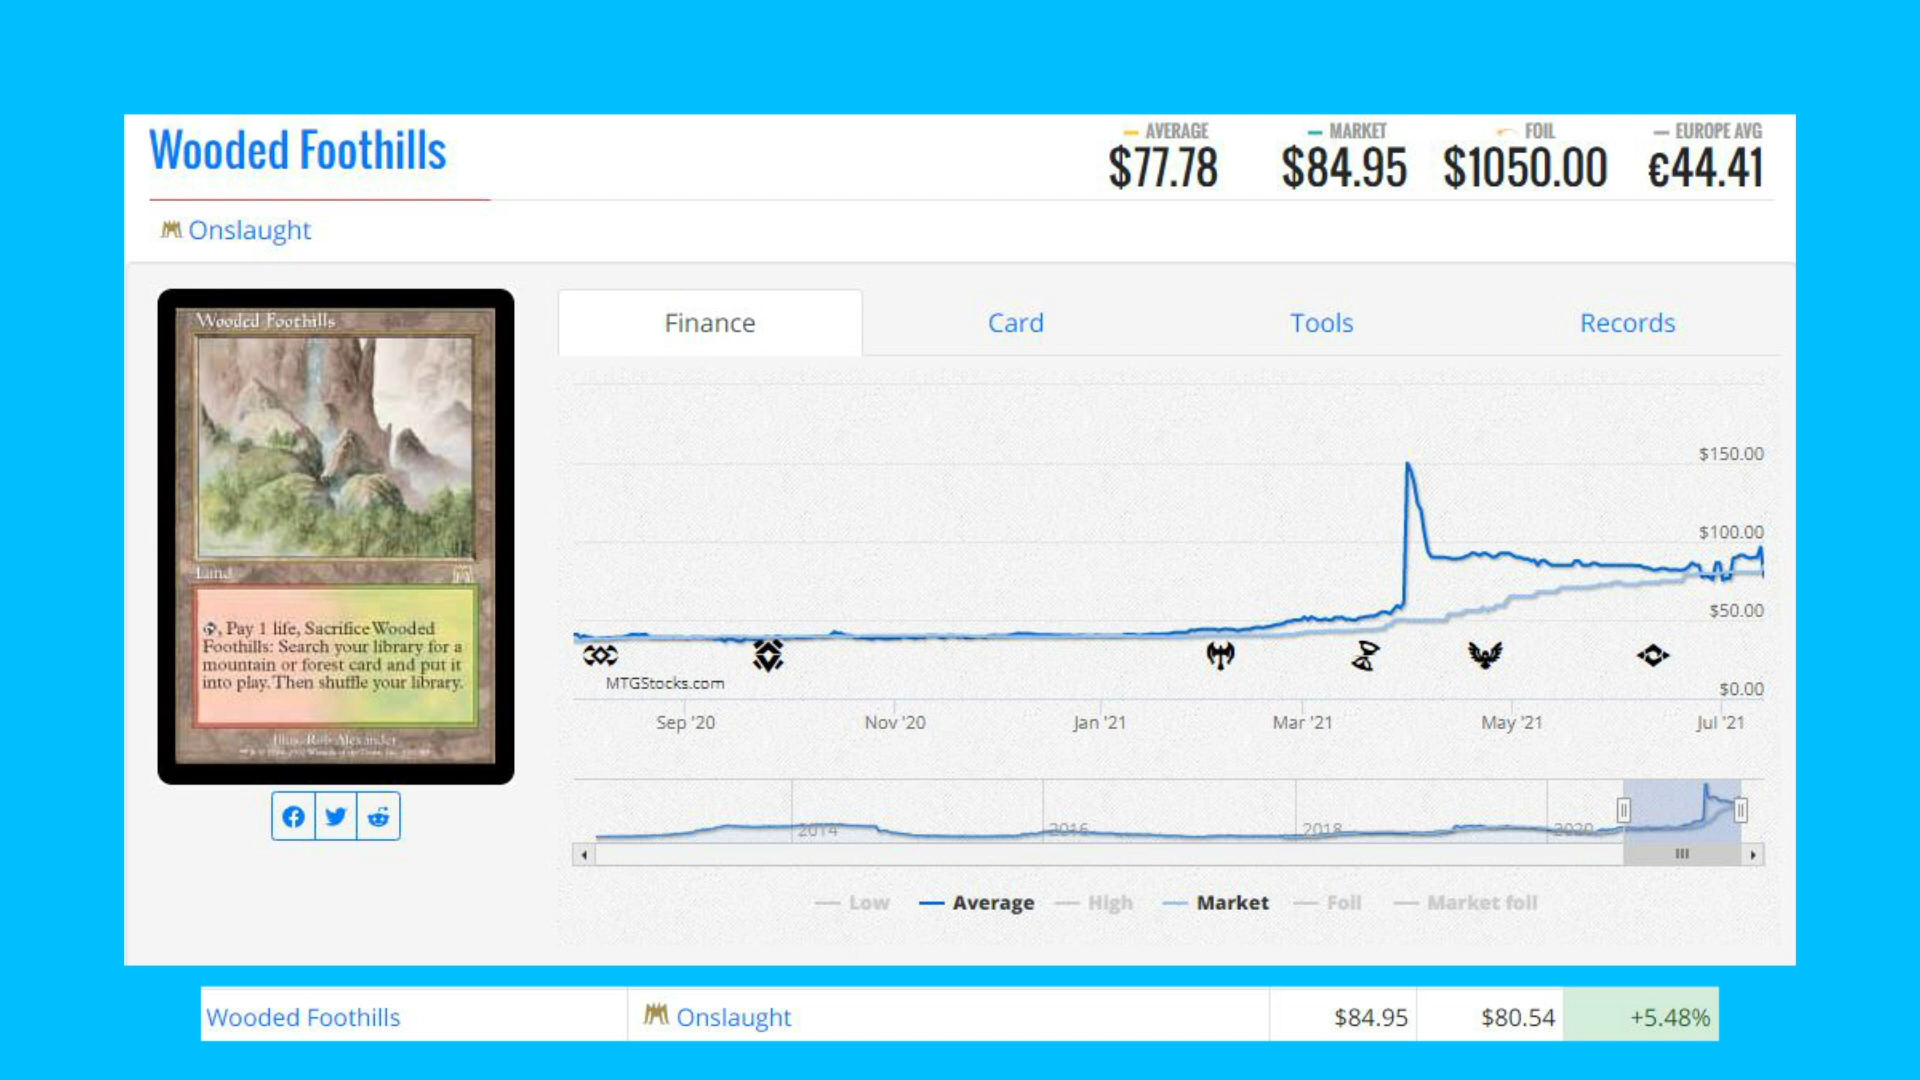 Wooded Foothills
AVERAGE
$77.78
MARKET
$84.95
FOIL
$1050.00
EUROPE AVG
€44.41
Onslaught
Wooded Foothills
Land
, Pay 1 life, Sacrifice Wooded
Foothills: Search your library for a
mountain or forest card and put it
into play. Then shuffle your library.
Illus. Rob Alexander
Finance
Card
Tools
Records
$150.00
$100.00
$50.00
$0.00
MTGStocks.com
Sep '20
Nov '20
Jan '21
Mar '21
May '21
Jul '21
2014
2016
2018
2020
Low
Average
High
Market
Foil
Market foil
Wooded Foothills
Onslaught
$84.95
$80.54
+5.48%